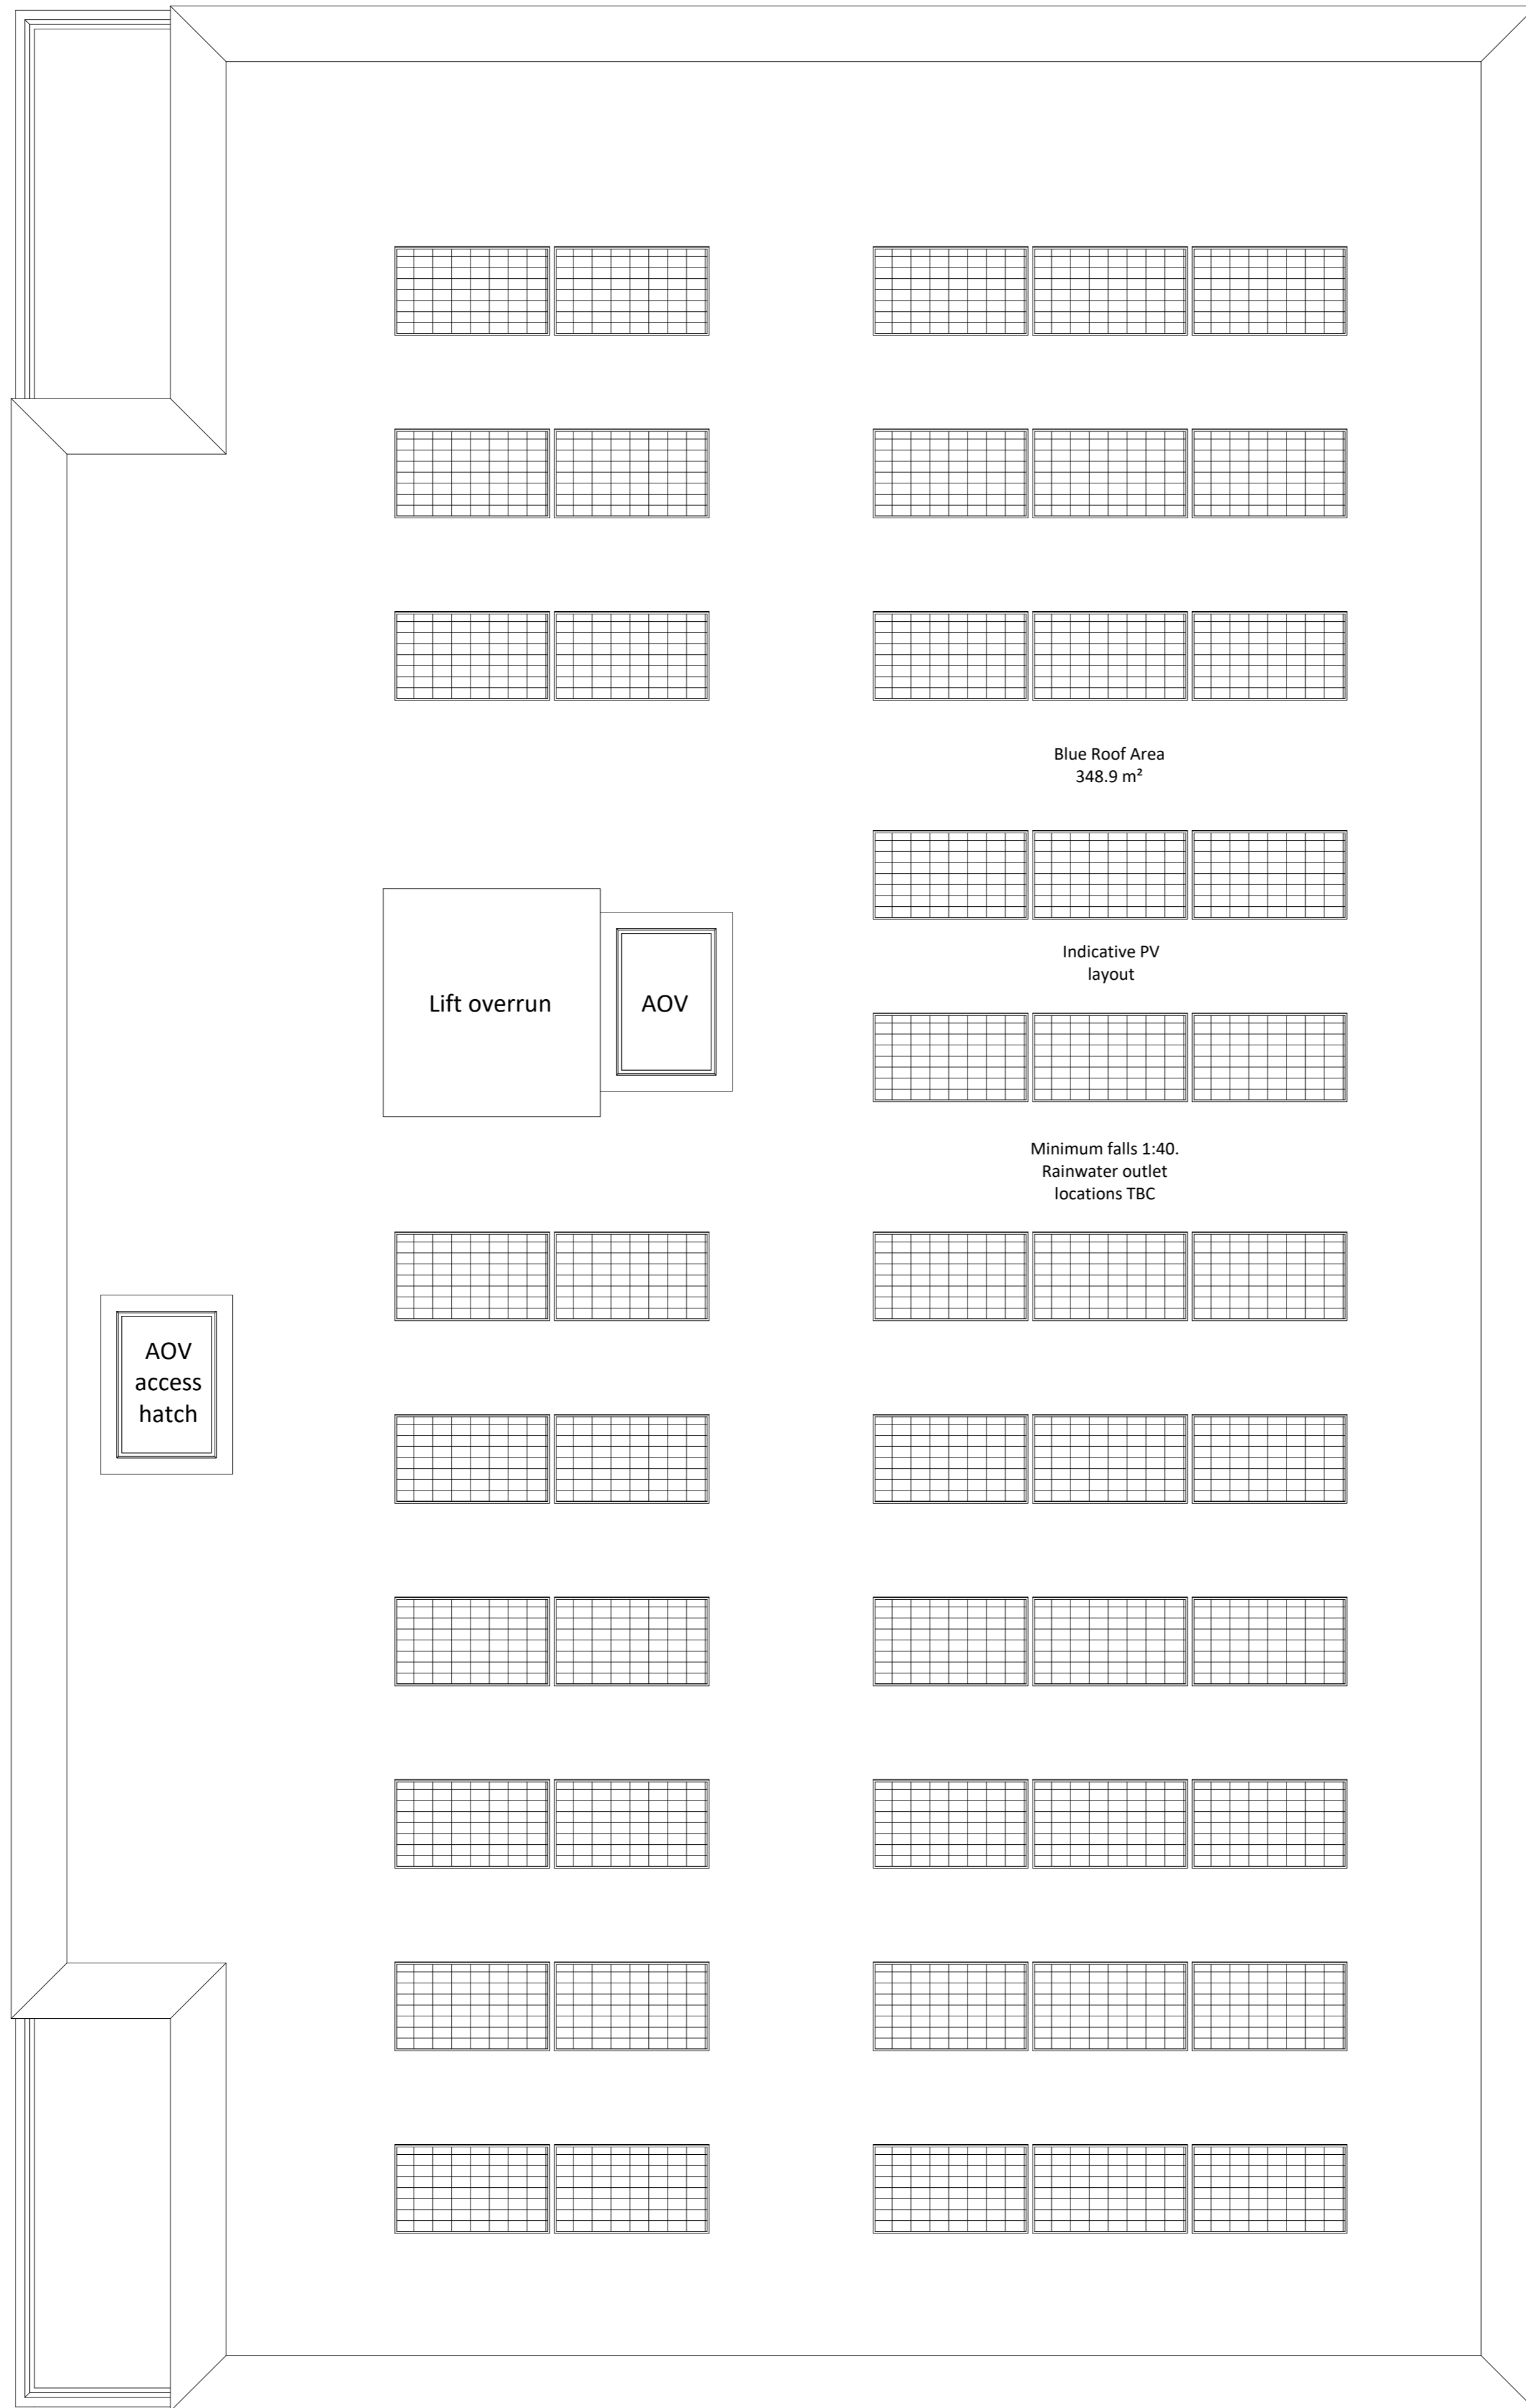 Blue Roof Area
348.9 m²
Indicative PV
layout
Lift overrun
AOV
Minimum falls 1:40.
Rainwater outlet
locations TBC
AOV
access
hatch